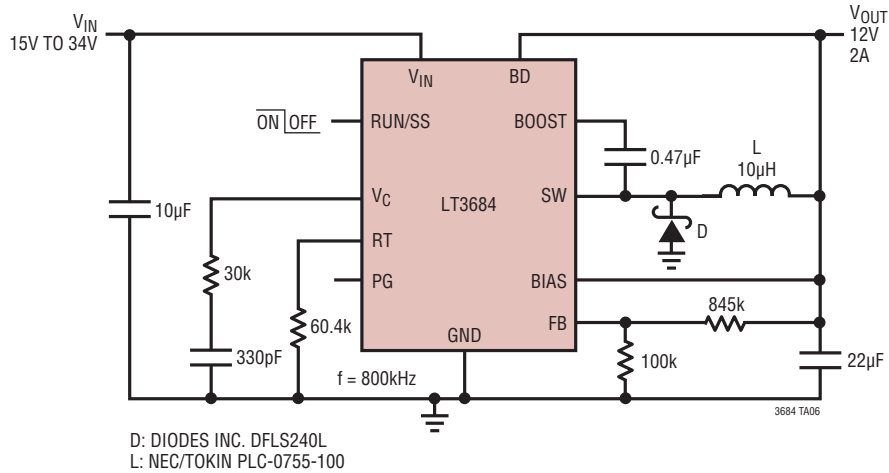 VIN
15V TO 34V
VOUT
12V
2A
VIN
BD
ON OFF
RUN/SS
BOOST
0.47µF
L
10µH
VC
LT3684
SW
10µF
RT
D
30k
PG
BIAS
60.4k
845k
FB
GND
330pF
100k
22µF
f = 800kHz
3684 TA06
D: DIODES INC. DFLS240L
L: NEC/TOKIN PLC-0755-100